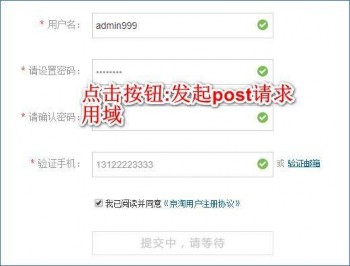 * 用户名： admin999
* 请设置密码： ••••••••
点击按钮:发起post请求
用域
* 请确认密码：
* 验证手机： 13122223333 或 验证邮箱
我已阅读并同意《京淘用户注册协议》
提交中，请等待